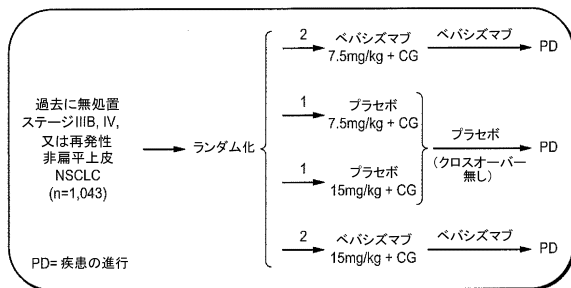 過去に無処置
ステージIIIB, IV,
又は再発性
非扁平上皮
NSCLC
(n=1,043)
ランダム化
2
ベバシズマブ
7.5mg/kg + CG
ベバシズマブ
PD
1
プラセボ
7.5mg/kg + CG
1
プラセボ
15mg/kg + CG
プラセボ
(クロスオーバー
無し)
PD
2
ベバシズマブ
15mg/kg + CG
ベバシズマブ
PD
PD= 疾患の進行